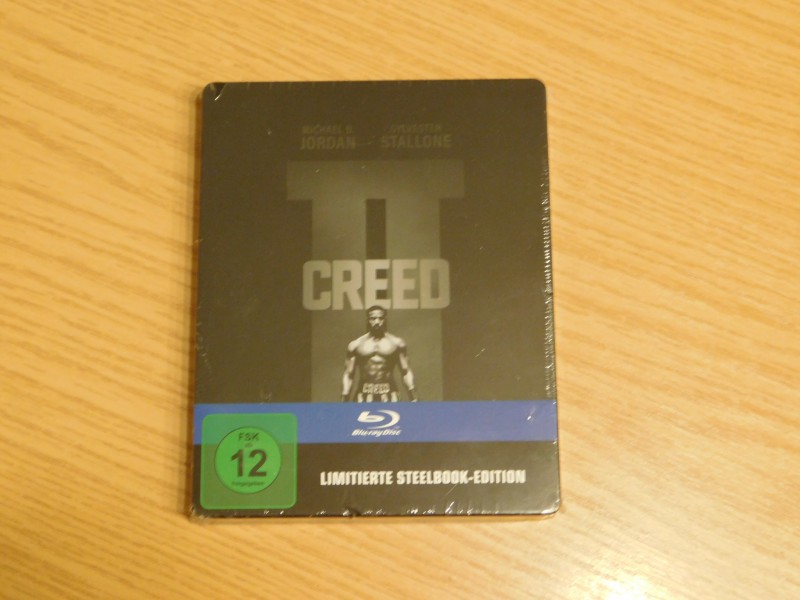 MICHAEL B. SYLVESTER
JORDAN STALLONE
II
CREED
CREED
Blu-ray Disc
FSK
ab
12
freigegeben
LIMITIERTE STEELBOOK-EDITION